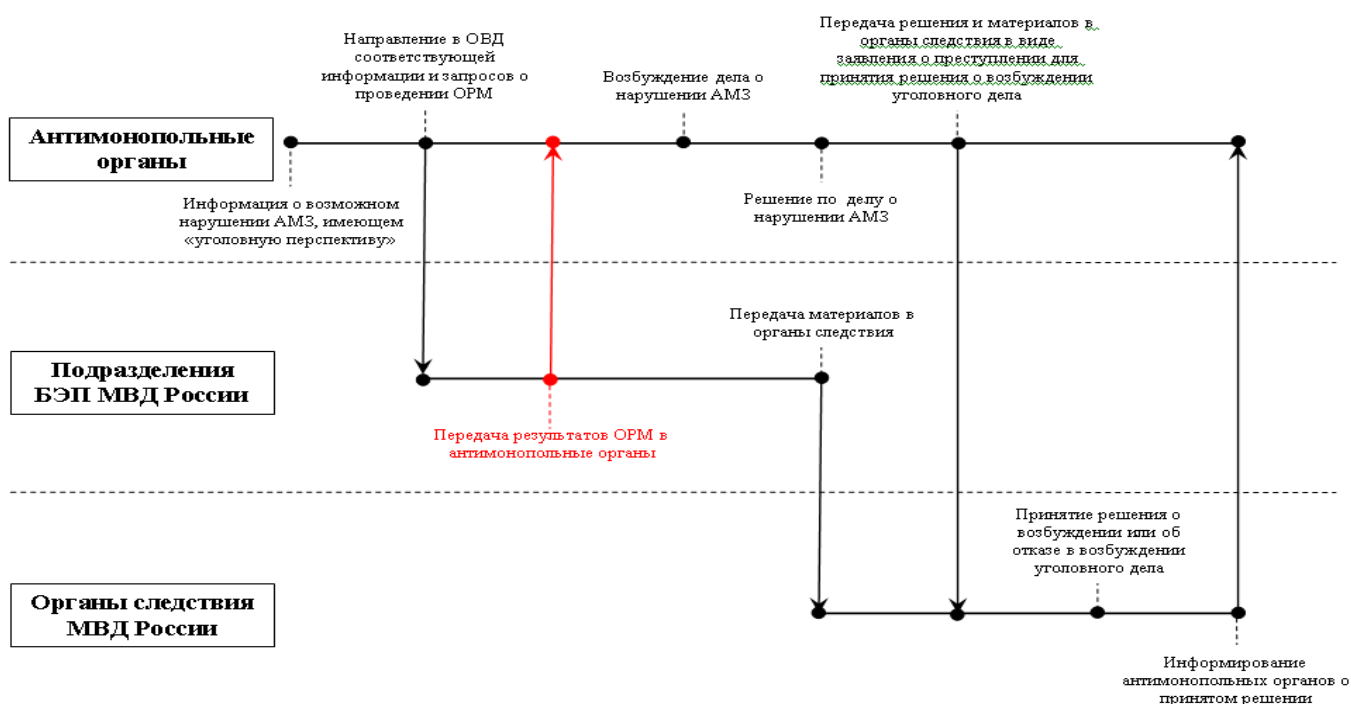 Передача решения и материалов в
органы следствия в виде
заявления о преступлении для
принятия решения о возбуждении
уголовного дела
Направление в ОВД
соответствующей
информации и запросов о
проведении ОРМ
Возбуждение дела о
нарушении АМЗ
Антимонопольные
органы
Информация о возможном
нарушении АМЗ, имеющем
«уголовную перспективу»
Решение по делу о
нарушении АМЗ
Передача материалов в
органы следствия
Подразделения
БЭП МВД России
Передача результатов ОРМ в
антимонопольные органы
Принятие решения о
возбуждении или об
отказе в возбуждении
уголовного дела
Органы следствия
МВД России
Информирование
антимонопольных органов о
принятом решении